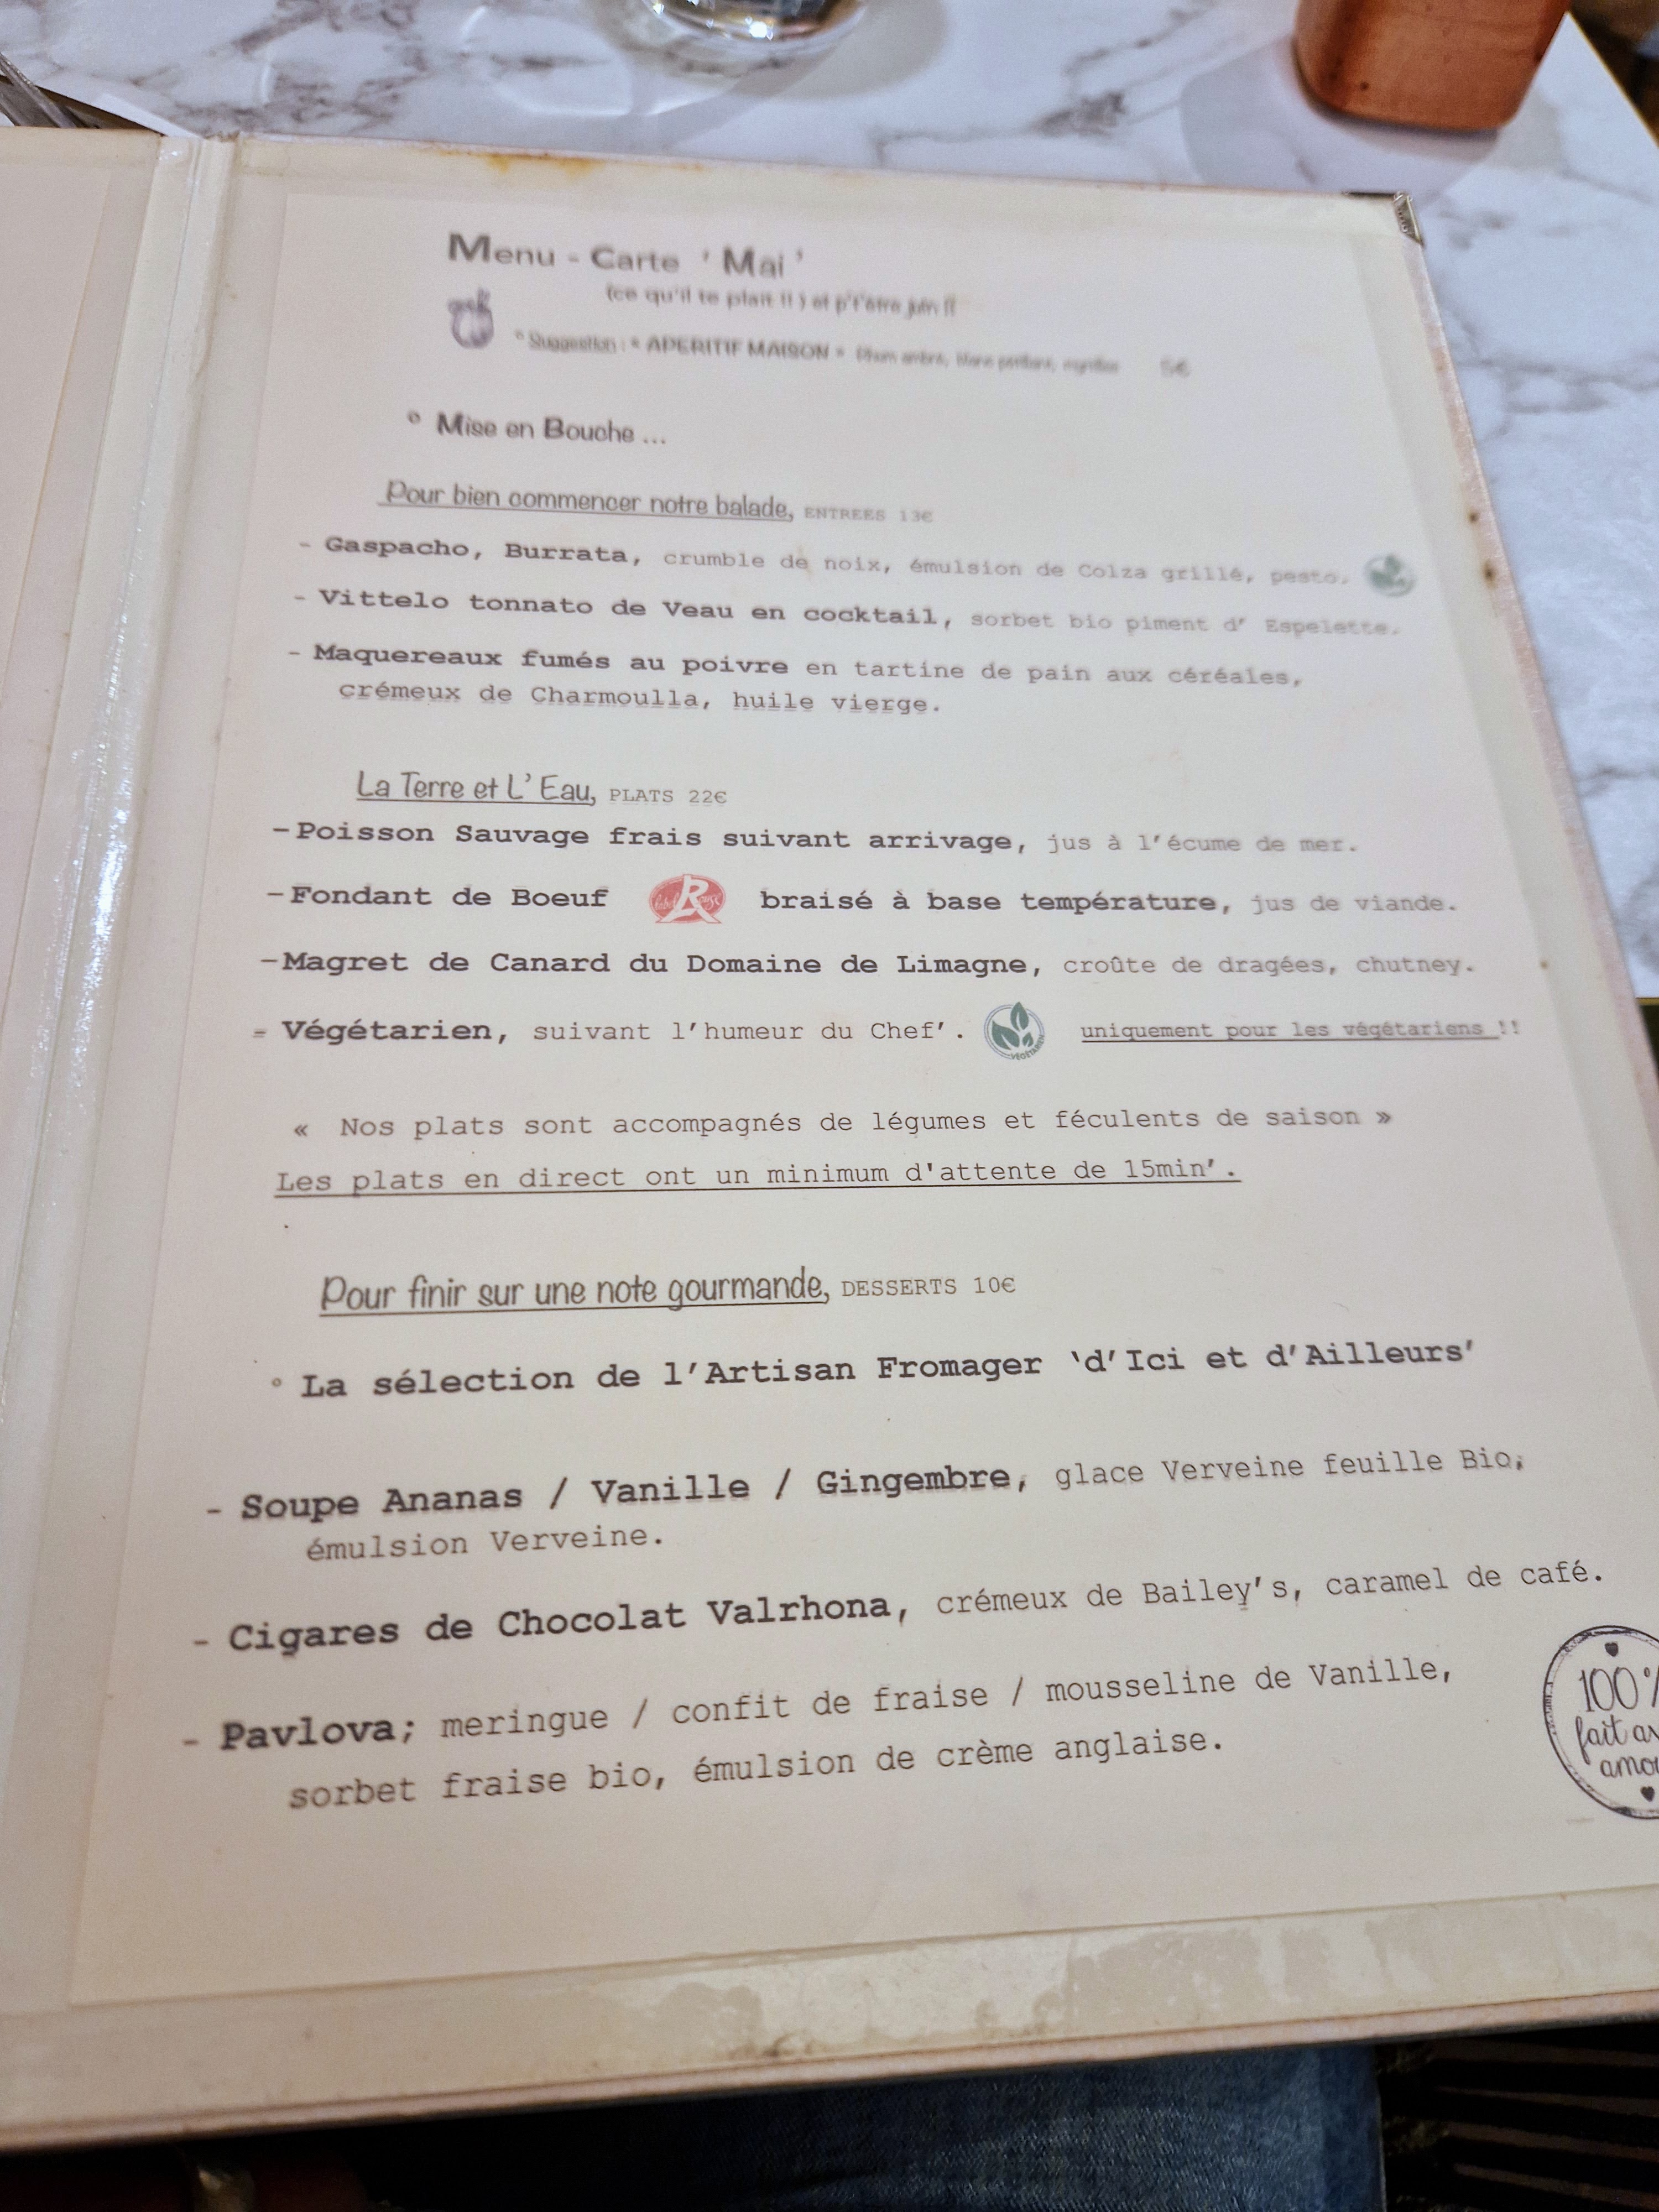 Menu - Carte ' Mai '
(ce qu'il te plait !! ) et p't'être juin !!
° Suggestion : « APERITIF MAISON » 5€
° Mise en Bouche ...
Pour bien commencer notre balade, ENTREES 13€
- Gaspacho, Burrata, crumble de noix, émulsion de Colza grillé, pesto.
- Vittelo tonnato de Veau en cocktail, sorbet bio piment d' Espelette.
- Maquereaux fumés au poivre en tartine de pain aux céréales,
crémeux de Charmoulla, huile vierge.
La Terre et L' Eau, PLATS 22€
-Poisson Sauvage frais suivant arrivage, jus à l'écume de mer.
-Fondant de Boeuf label R ouge braisé à base température, jus de viande.
-Magret de Canard du Domaine de Limagne, croûte de dragées, chutney.
- Végétarien, suivant l'humeur du Chef'. uniquement pour les végétariens !!
« Nos plats sont accompagnés de légumes et féculents de saison »
Les plats en direct ont un minimum d'attente de 15min'.
Pour finir sur une note gourmande, DESSERTS 10€
° La sélection de l'Artisan Fromager 'd'Ici et d'Ailleurs'
- Soupe Ananas / Vanille / Gingembre, glace Verveine feuille Bio,
émulsion Verveine.
- Cigares de Chocolat Valrhona, crémeux de Bailey's, caramel de café.
- Pavlova; meringue / confit de fraise / mousseline de Vanille,
sorbet fraise bio, émulsion de crème anglaise.
100%
fait av
amo